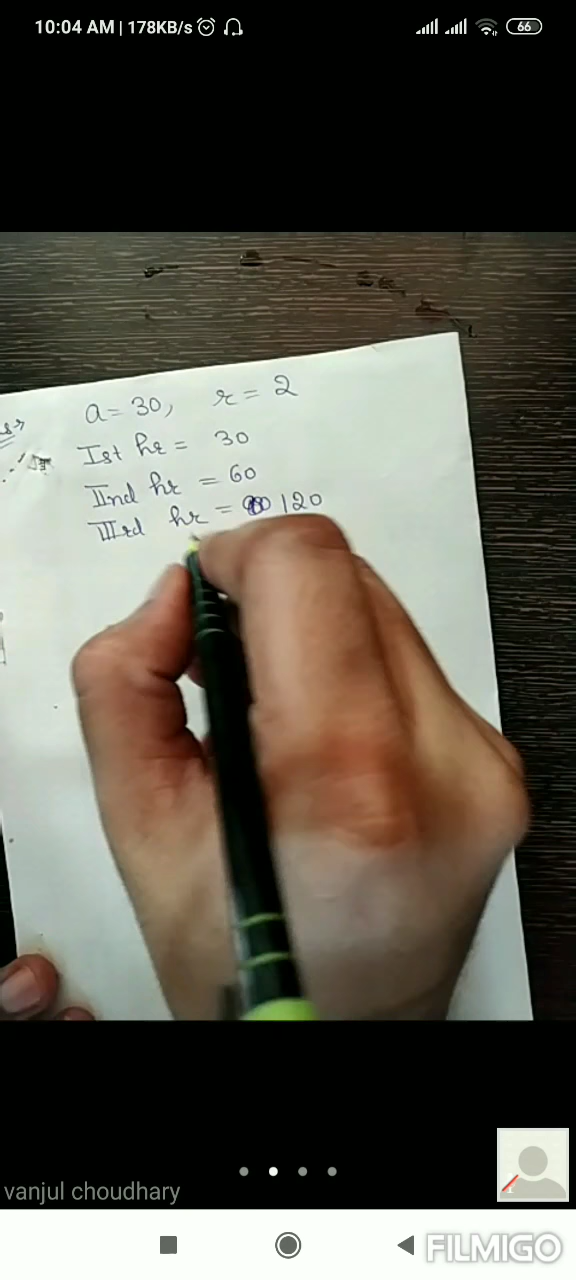 10:04 AM | 178KB/s
66
a = 30, r = 2
Ist hr = 30
IInd hr = 60
IIIrd hr = 120
vanjul choudhary
FILMIGO